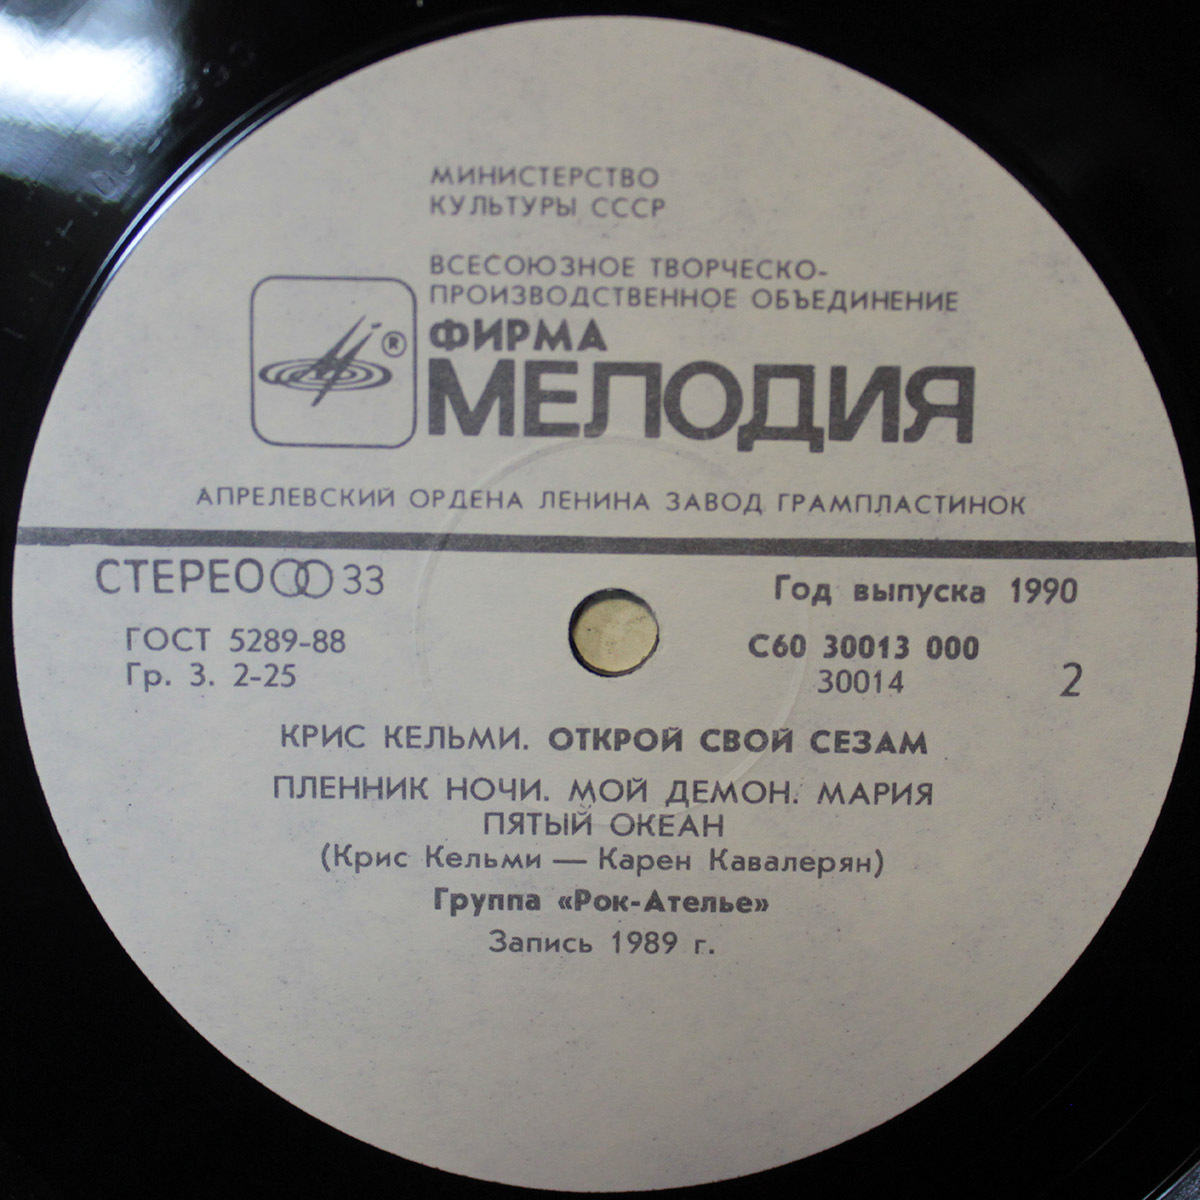 МИНИСТЕРСТВО
КУЛЬТУРЫ СССР
ВСЕСОЮЗНОЕ ТВОРЧЕСКО-
ПРОИЗВОДСТВЕННОЕ ОБЪЕДИНЕНИЕ
®
ФИРМА
МЕЛОДИЯ
АПРЕЛЕВСКИЙ ОРДЕНА ЛЕНИНА ЗАВОД ГРАМПЛАСТИНОК
СТЕРЕО 33
Год выпуска 1990
ГОСТ 5289-88
С60 30013 000
Гр. 3. 2-25
30014
2
КРИС КЕЛЬМИ. ОТКРОЙ СВОЙ СЕЗАМ
ПЛЕННИК НОЧИ. МОЙ ДЕМОН. МАРИЯ
ПЯТЫЙ ОКЕАН
(Крис Кельми — Карен Кавалерян)
Группа «Рок-Ателье»
Запись 1989 г.